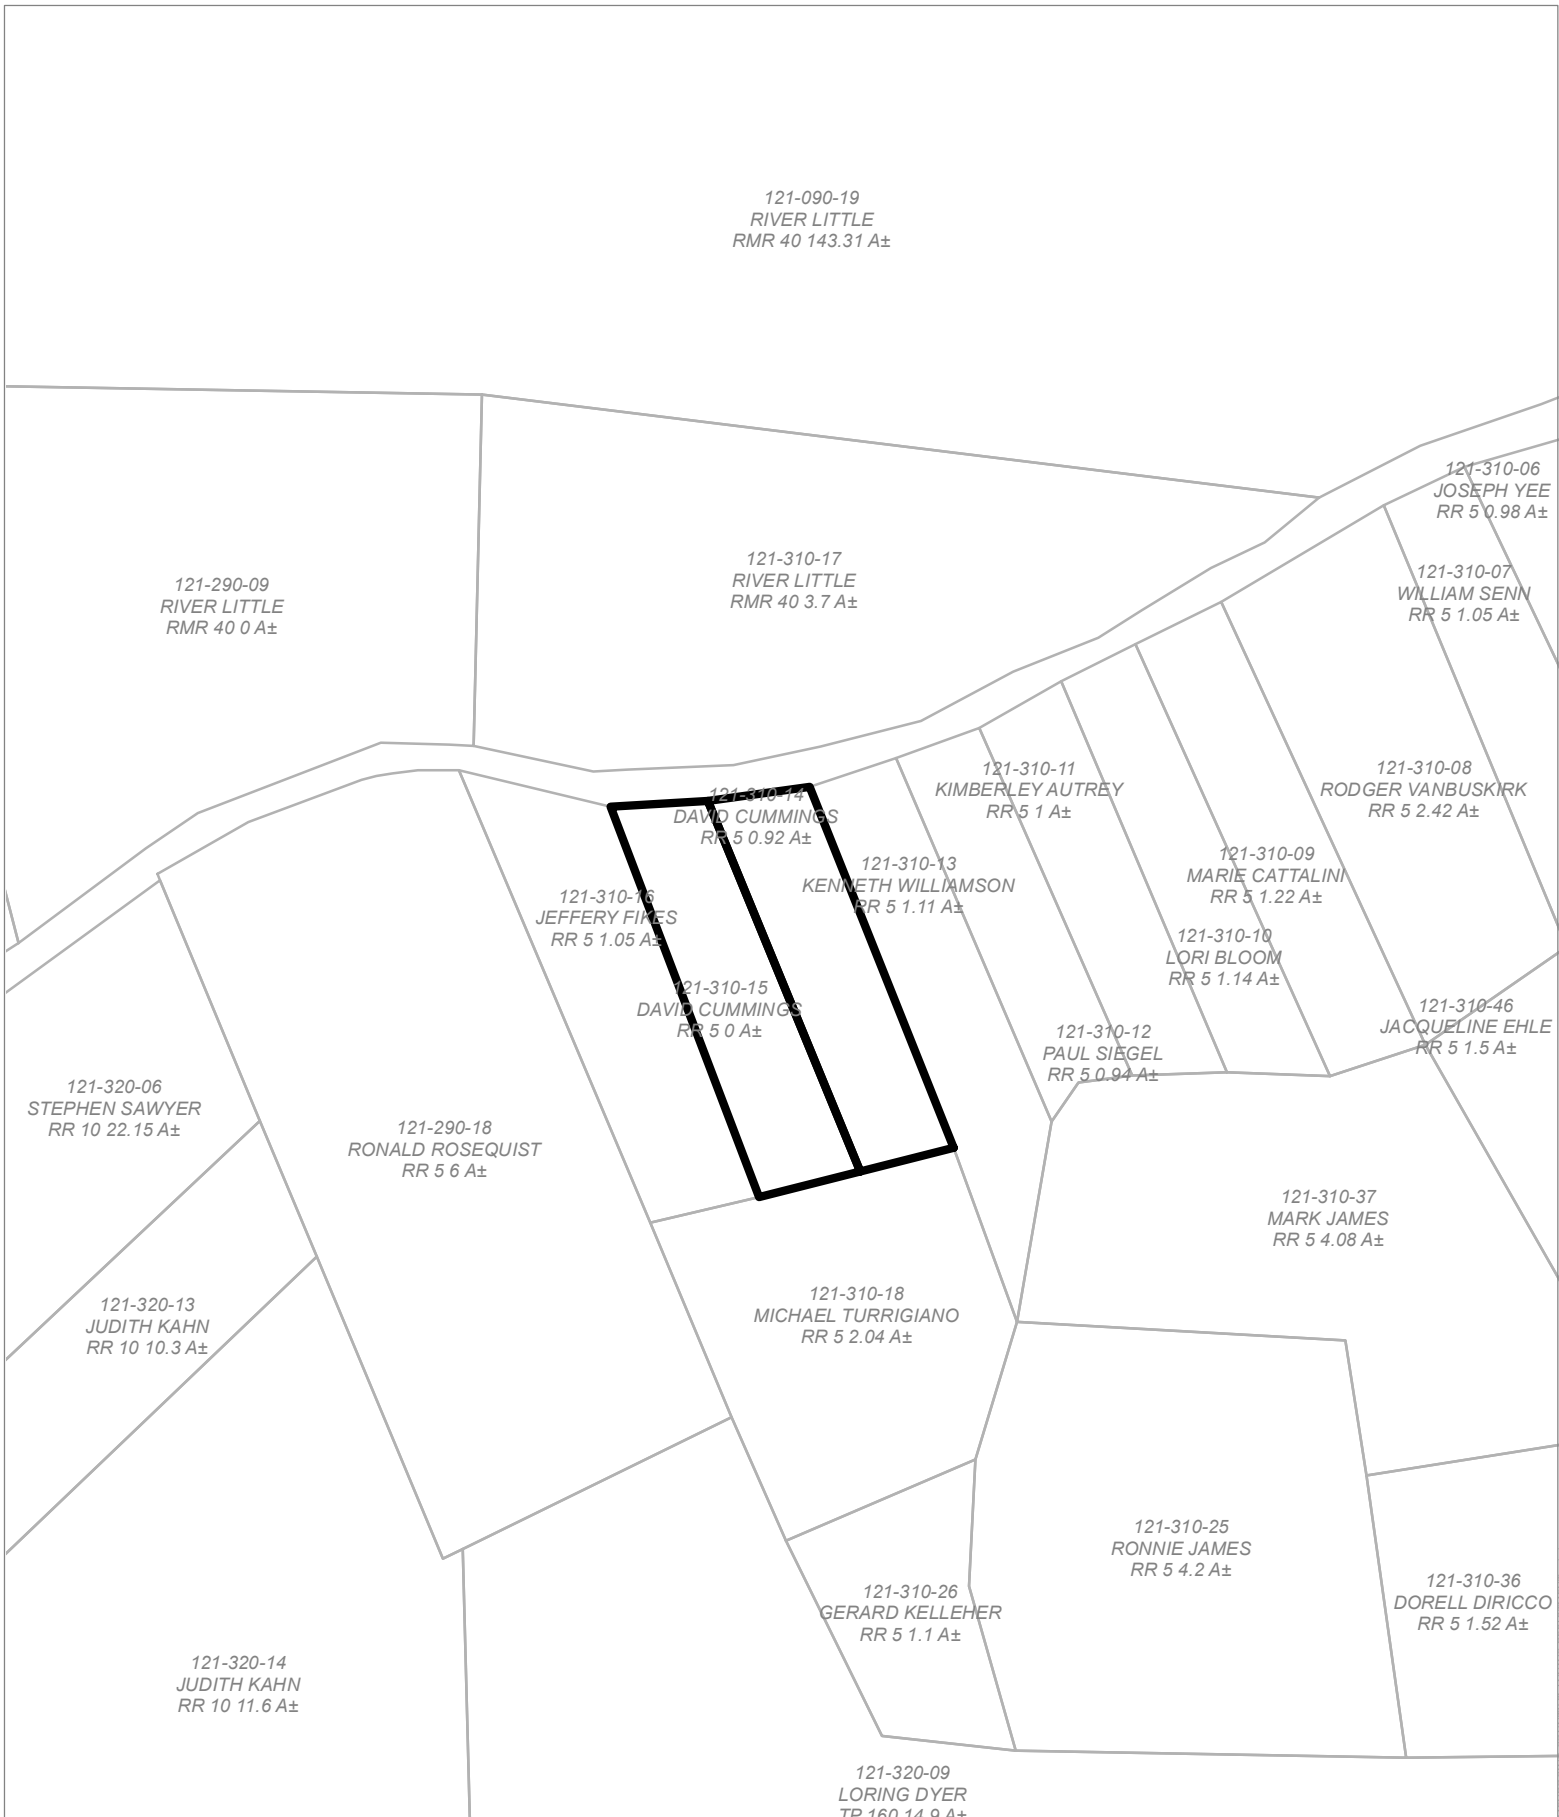 121-090-19
RIVER LITTLE
RMR 40 143.31 A±
121-310-06
JOSEPH YEE
RR 5 0.98 A±
121-310-17
RIVER LITTLE
RMR 40 3.7 A±
121-290-09
RIVER LITTLE
RMR 40 0 A±
121-310-07
WILLIAM SENN
RR 5 1.05 A±
121-310-11
KIMBERLEY AUTREY
RR 5 1 A±
121-310-08
RODGER VANBUSKIRK
RR 5 2.42 A±
121-310-14
DAVID CUMMINGS
RR 5 0.92 A±
121-310-13
KENNETH WILLIAMSON
RR 5 1.11 A±
121-310-09
MARIE CATTALINI
RR 5 1.22 A±
121-310-16
JEFFERY FIKES
RR 5 1.05 A±
121-310-10
LORI BLOOM
RR 5 1.14 A±
121-310-15
DAVID CUMMINGS
RR 5 0 A±
121-310-46
JACQUELINE EHLE
RR 5 1.5 A±
121-310-12
PAUL SIEGEL
RR 5 0.94 A±
121-320-06
STEPHEN SAWYER
RR 10 22.15 A±
121-290-18
RONALD ROSEQUIST
RR 5 6 A±
121-310-37
MARK JAMES
RR 5 4.08 A±
121-310-18
MICHAEL TURRIGIANO
RR 5 2.04 A±
121-320-13
JUDITH KAHN
RR 10 10.3 A±
121-310-25
RONNIE JAMES
RR 5 4.2 A±
121-310-26
GERARD KELLEHER
RR 5 1.1 A±
121-310-36
DORELL DIRICCO
RR 5 1.52 A±
121-320-14
JUDITH KAHN
RR 10 11.6 A±
121-320-09
LORING DYER
TP 160 14.9 A±